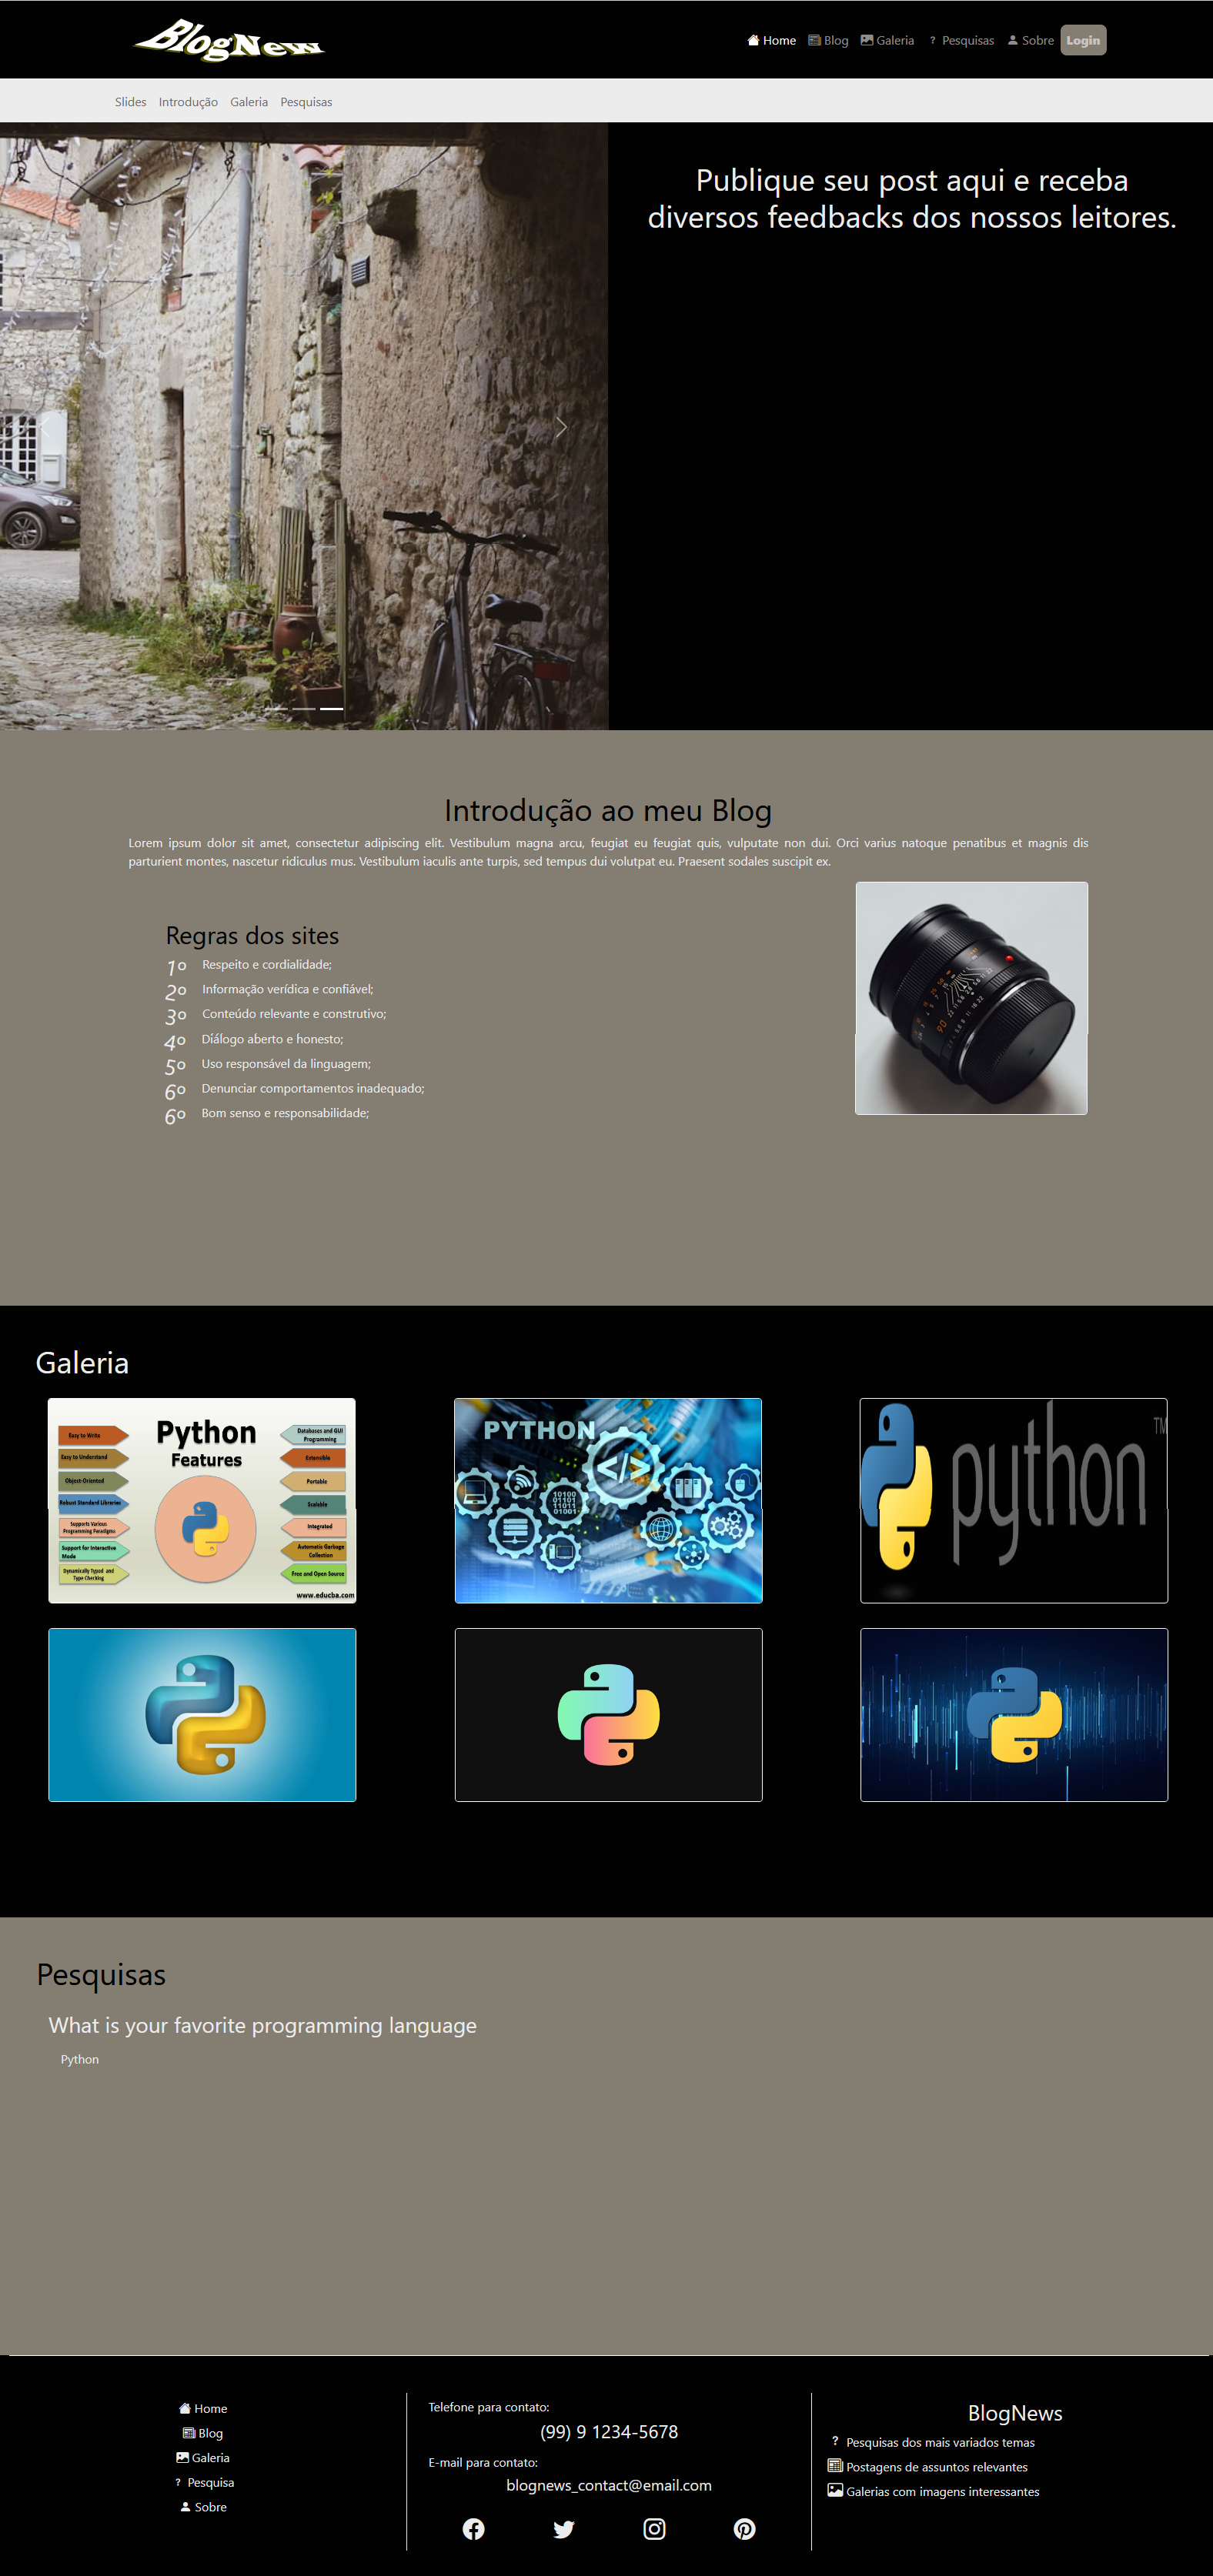 BlogNew
Home Blog Galeria ? Pesquisas Sobre Login
Slides Introdução Galeria Pesquisas
Publique seu post aqui e receba
diversos feedbacks dos nossos leitores.
Introdução ao meu Blog
Lorem ipsum dolor sit amet, consectetur adipiscing elit. Vestibulum magna arcu, feugiat eu feugiat quis, vulputate non dui. Orci varius natoque penatibus et magnis dis
parturient montes, nascetur ridiculus mus. Vestibulum iaculis ante turpis, sed tempus dui volutpat eu. Praesent sodales suscipit ex.
Regras dos sites
1º Respeito e cordialidade;
2º Informação verídica e confiável;
3º Conteúdo relevante e construtivo;
4º Diálogo aberto e honesto;
5º Uso responsável da linguagem;
6º Denunciar comportamentos inadequado;
6º Bom senso e responsabilidade;
90
Galeria
Python
Features
Easy to Write
Easy to Understand
Object-Oriented
Robust Standard Libraries
Supports Various
Programming Paradigms
Support for Interactive
Mode
Dynamically Typed and
Type-Checking
Databases and GUI
Programming
Extensible
Portable
Scalable
Integrated
Automatic Garbage
Collection
Free and Open Source
www.educba.com
PYTHON
</>
10100
01101
11011
01001
python TM
Pesquisas
What is your favorite programming language
Python
Home
Blog
Galeria
? Pesquisa
Sobre
Telefone para contato:
(99) 9 1234-5678
E-mail para contato:
blognews_contact@email.com
BlogNews
? Pesquisas dos mais variados temas
Postagens de assuntos relevantes
Galerias com imagens interessantes